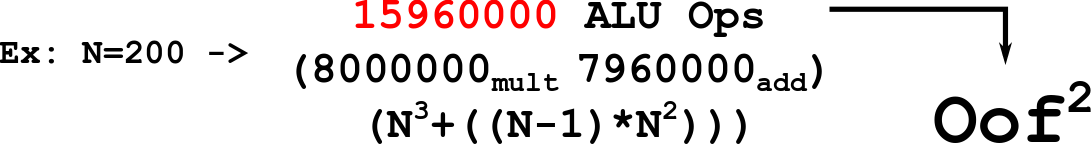 15960000 ALU Ops
Ex: N=200 ->
(8000000mult 7960000add)
(N³+((N-1)*N²)))
Oof²